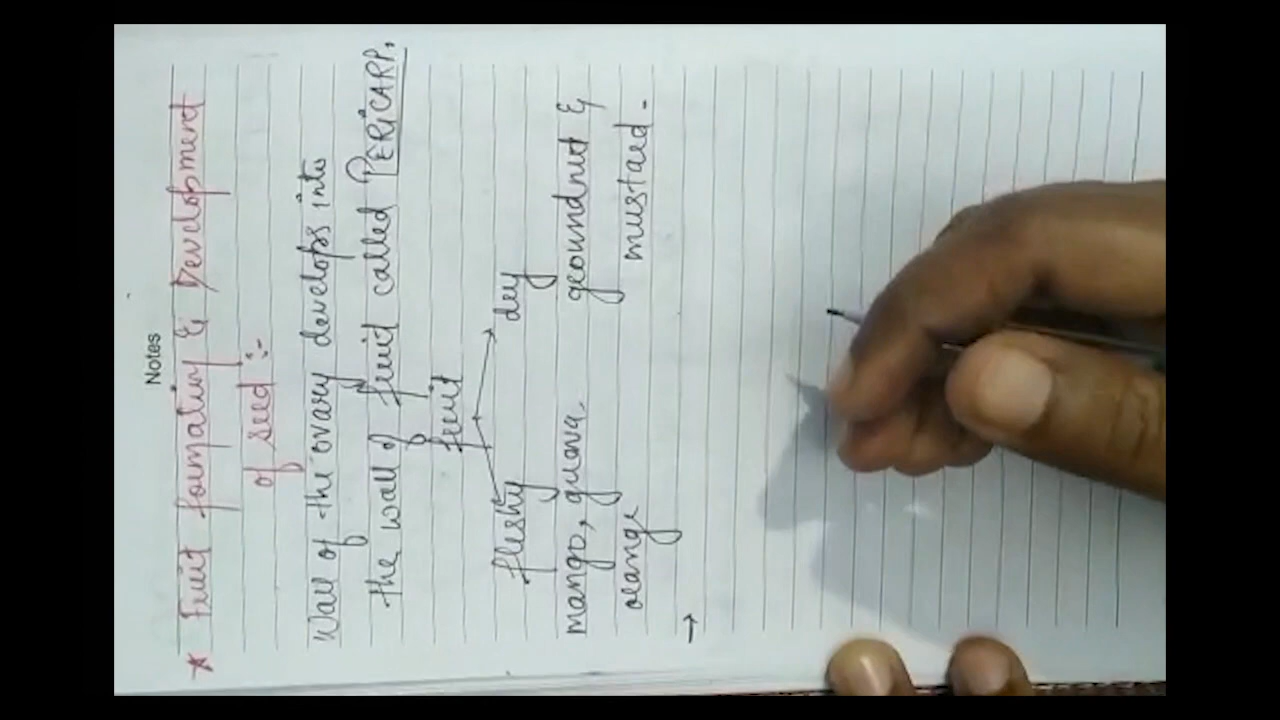 Notes
* Fruit formation & Development
of seed :-
Wall of the ovary develops into
the wall of fruit called PERiCARP.
fruit
fleshy dry
mango, guava, groundnut &
orange mustard.
→